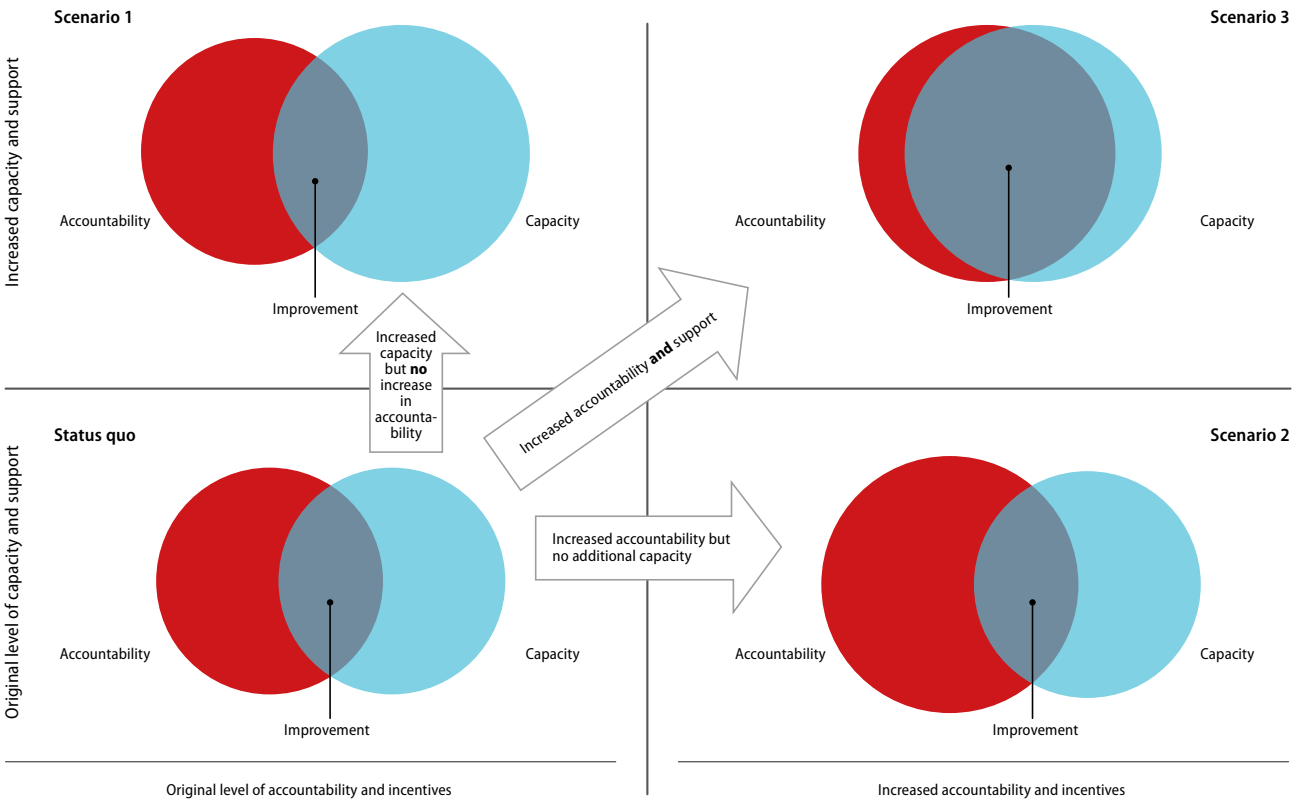 Scenario 1
Increased capacity and support
Accountability
Capacity
Improvement
Scenario 3
Accountability
Capacity
Improvement
Increased
capacity
but no
increase
in
accounta-
bility
Increased accountability and support
Status quo
Original level of capacity and support
Accountability
Capacity
Improvement
Increased accountability but
no additional capacity
Scenario 2
Accountability
Capacity
Improvement
Original level of accountability and incentives
Increased accountability and incentives